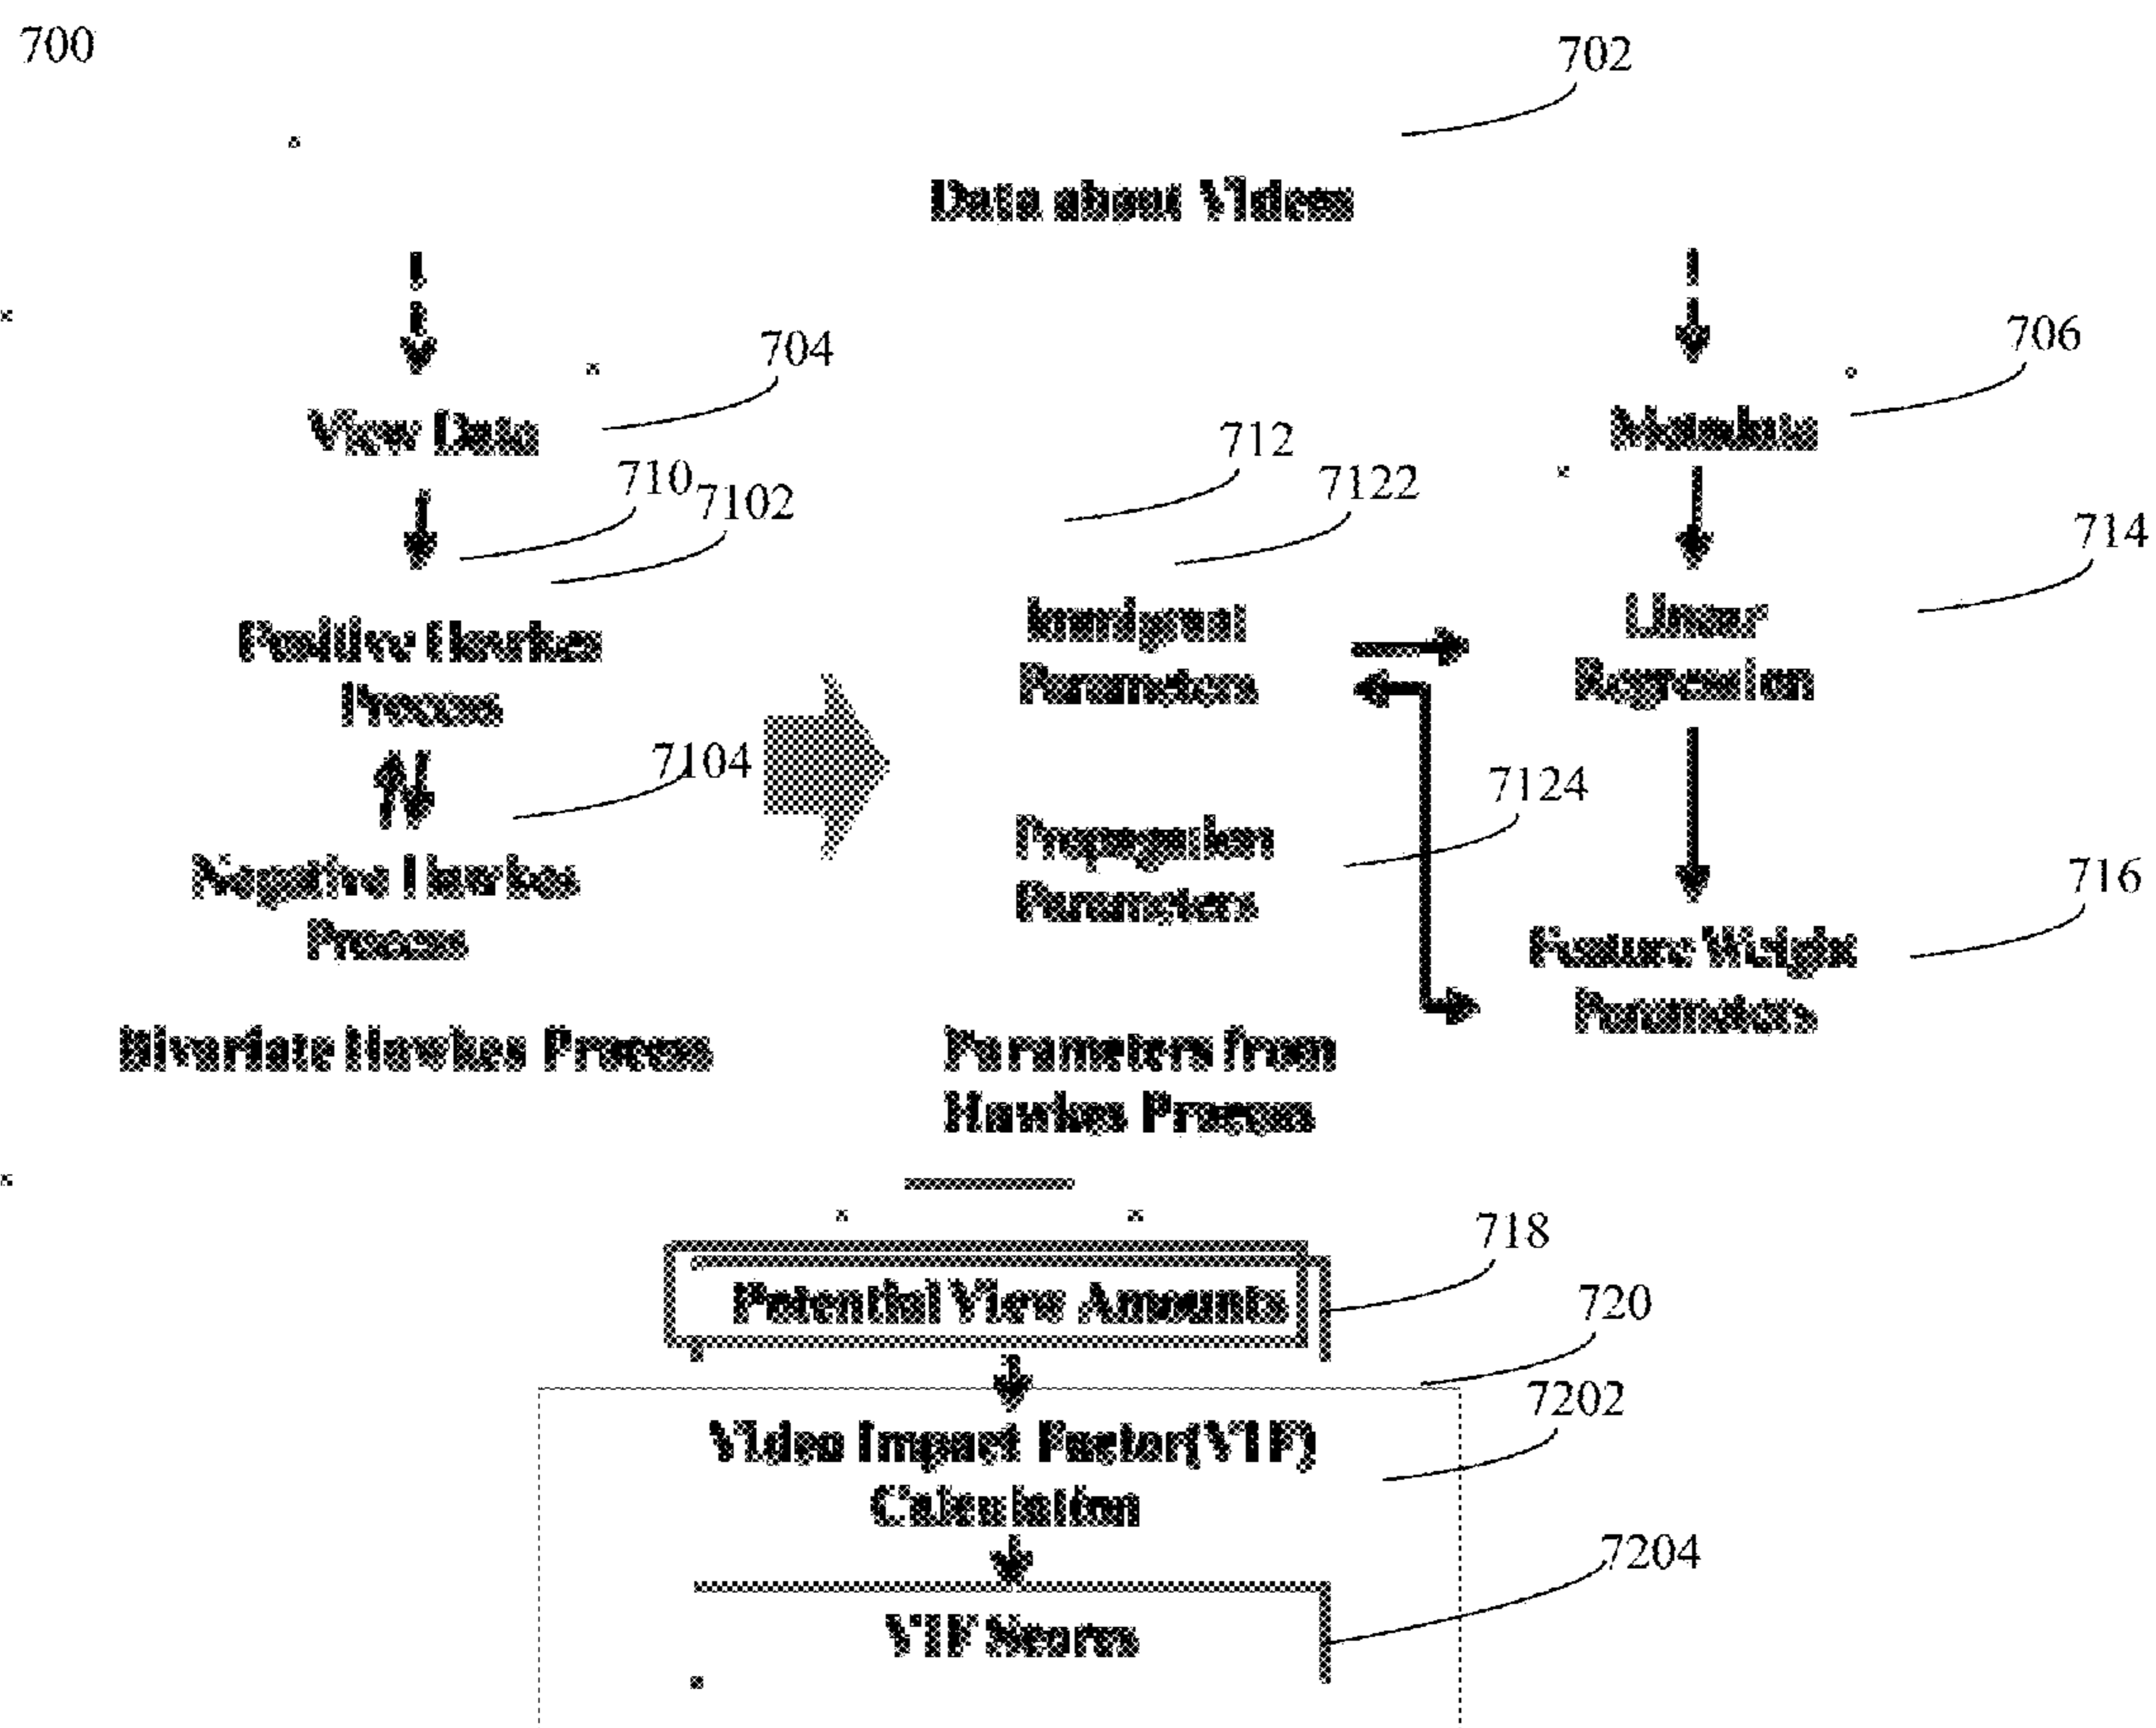 700
702
Data about Videos
704
706
View Data
Metadata
710
7102
712
7122
714
Positive Hawkes
Process
Immigrant
Parameters
Linear
Regression
7104
7124
Negative Hawkes
Process
Propagation
Parameters
716
Feature Weight
Parameters
Bivariate Hawkes Process
Parameters from
Hawkes Process
718
Potential View Amounts
720
7202
Video Impact Factor(VIF)
Calculation
7204
VIF Scores